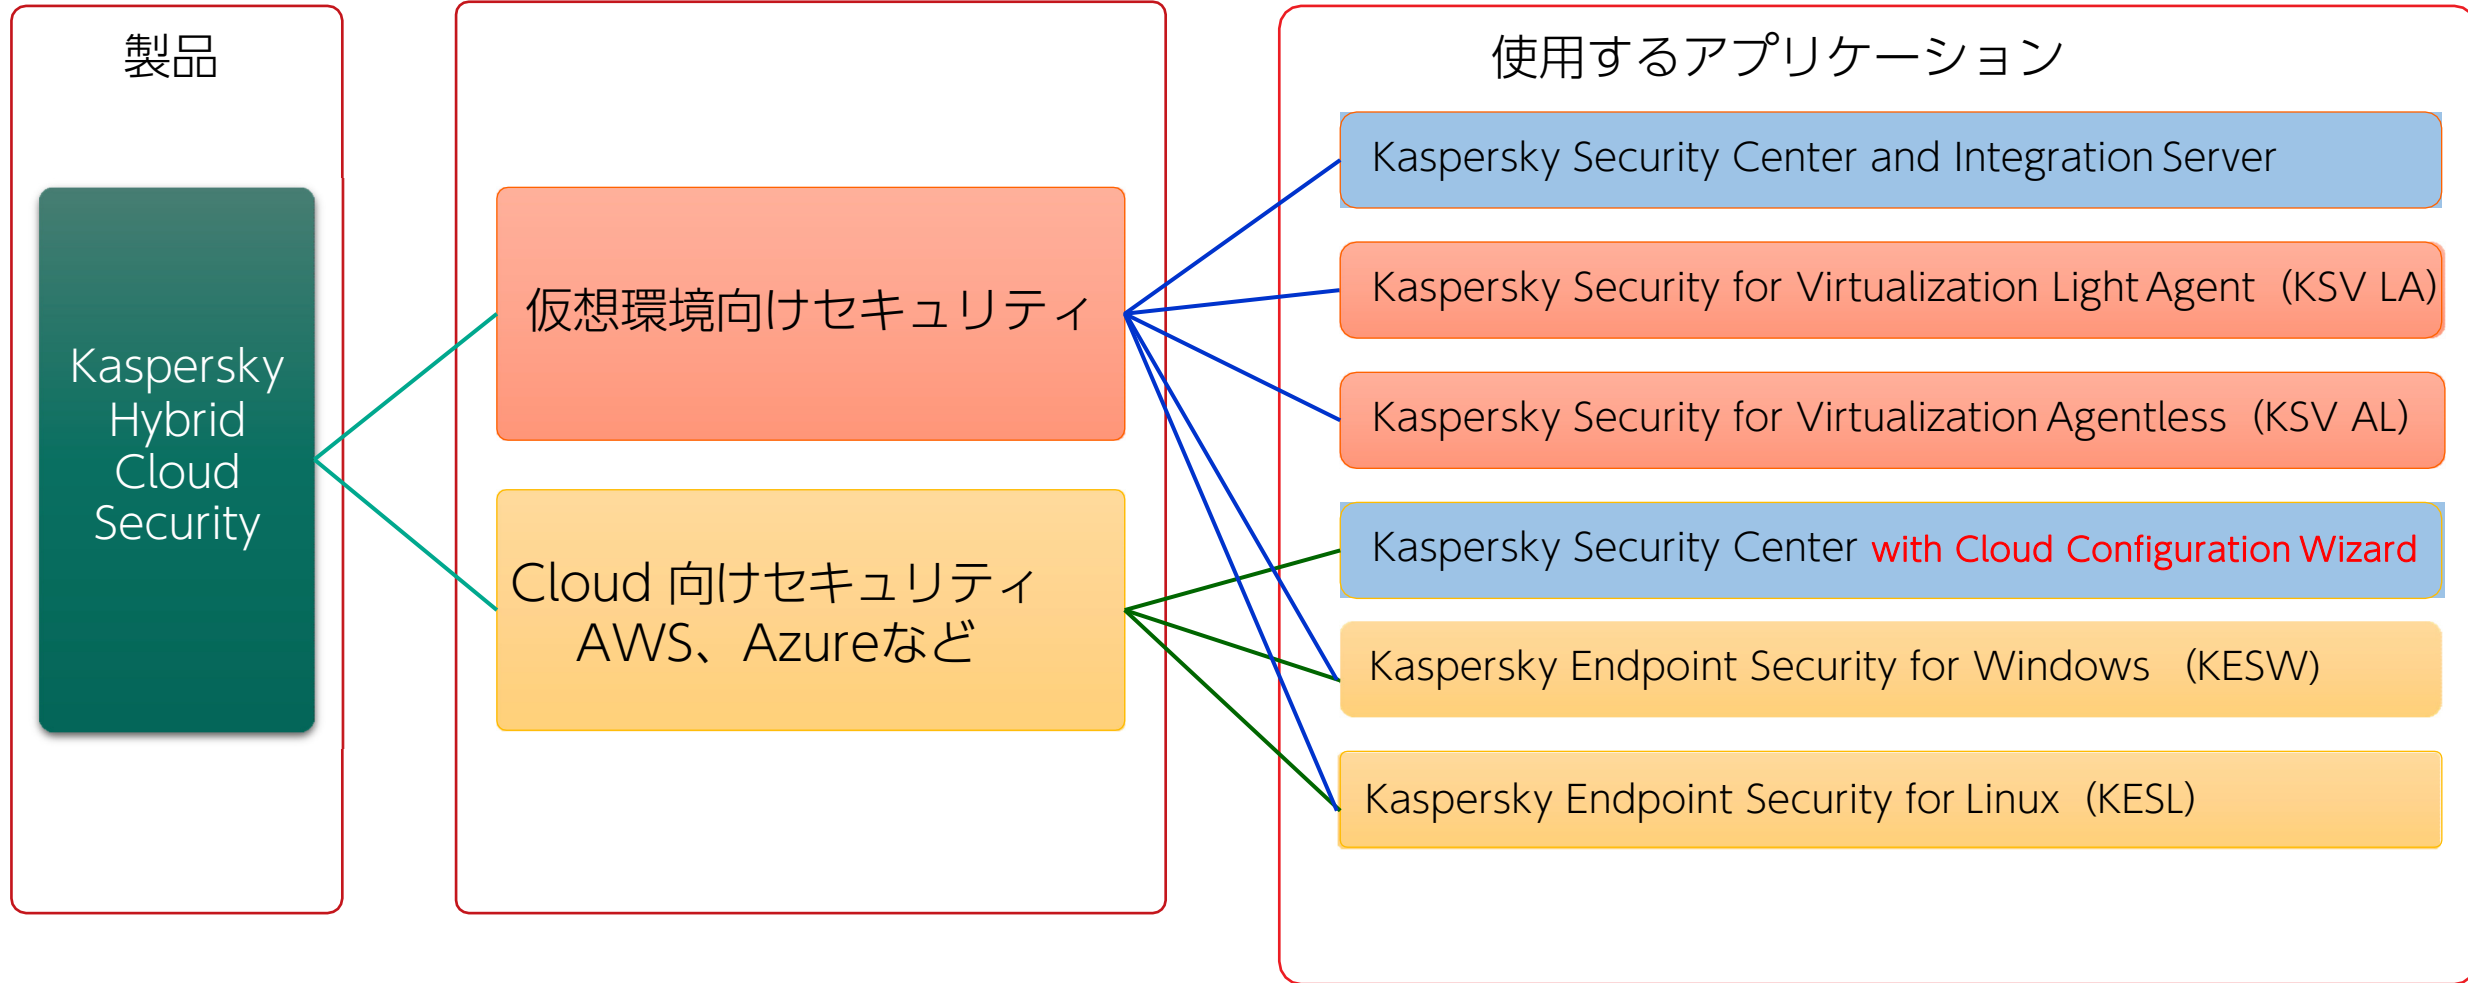 製品
Kaspersky
Hybrid
Cloud
Security
仮想環境向けセキュリティ
Cloud 向けセキュリティ
AWS、Azureなど
使用するアプリケーション
Kaspersky Security Center and Integration Server
Kaspersky Security for Virtualization Light Agent（KSV LA)
Kaspersky Security for Virtualization Agentless（KSV AL)
Kaspersky Security Center with Cloud Configuration Wizard
Kaspersky Endpoint Security for Windows （KESW)
Kaspersky Endpoint Security for Linux（KESL)